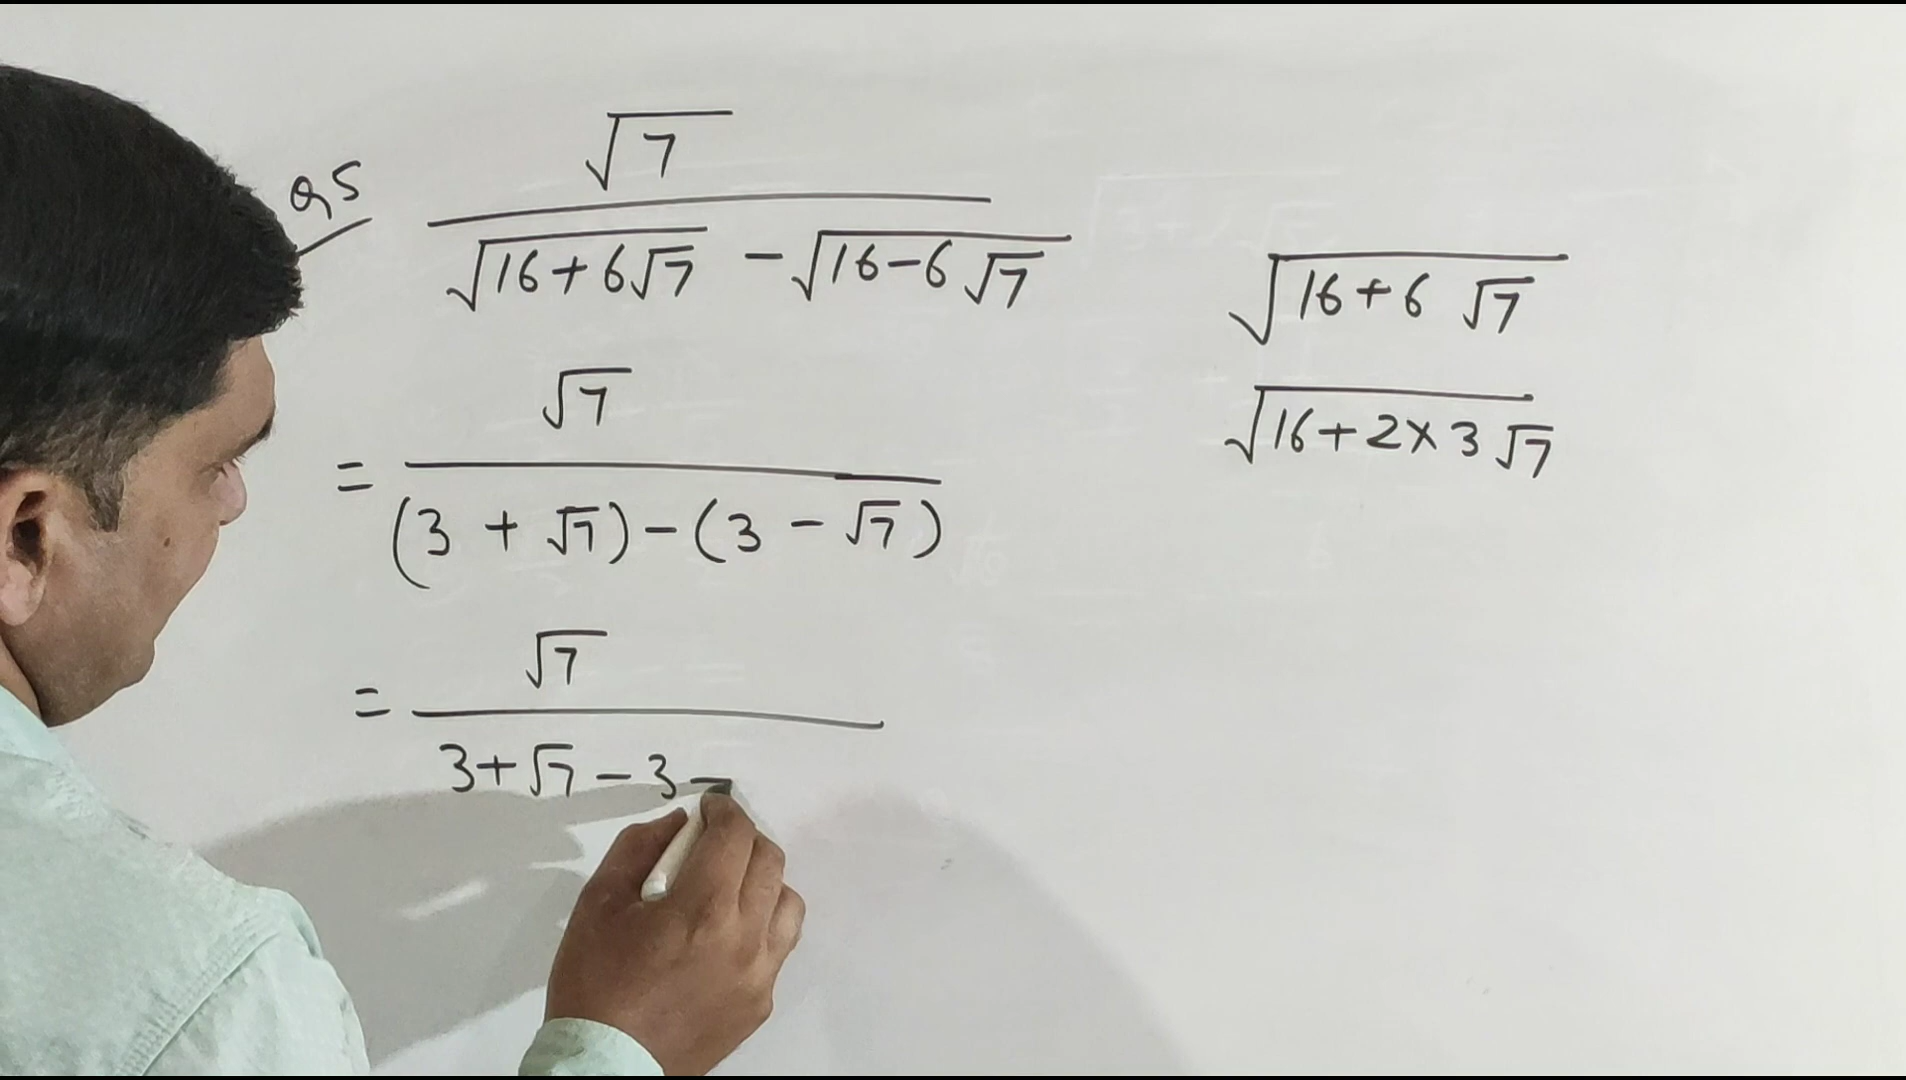 Q5
√7
√16+6√7 - √16-6√7
= √7
(3 + √7) - (3 - √7)
= √7
3+√7 - 3 -
√16+6 √7
√16+2×3√7